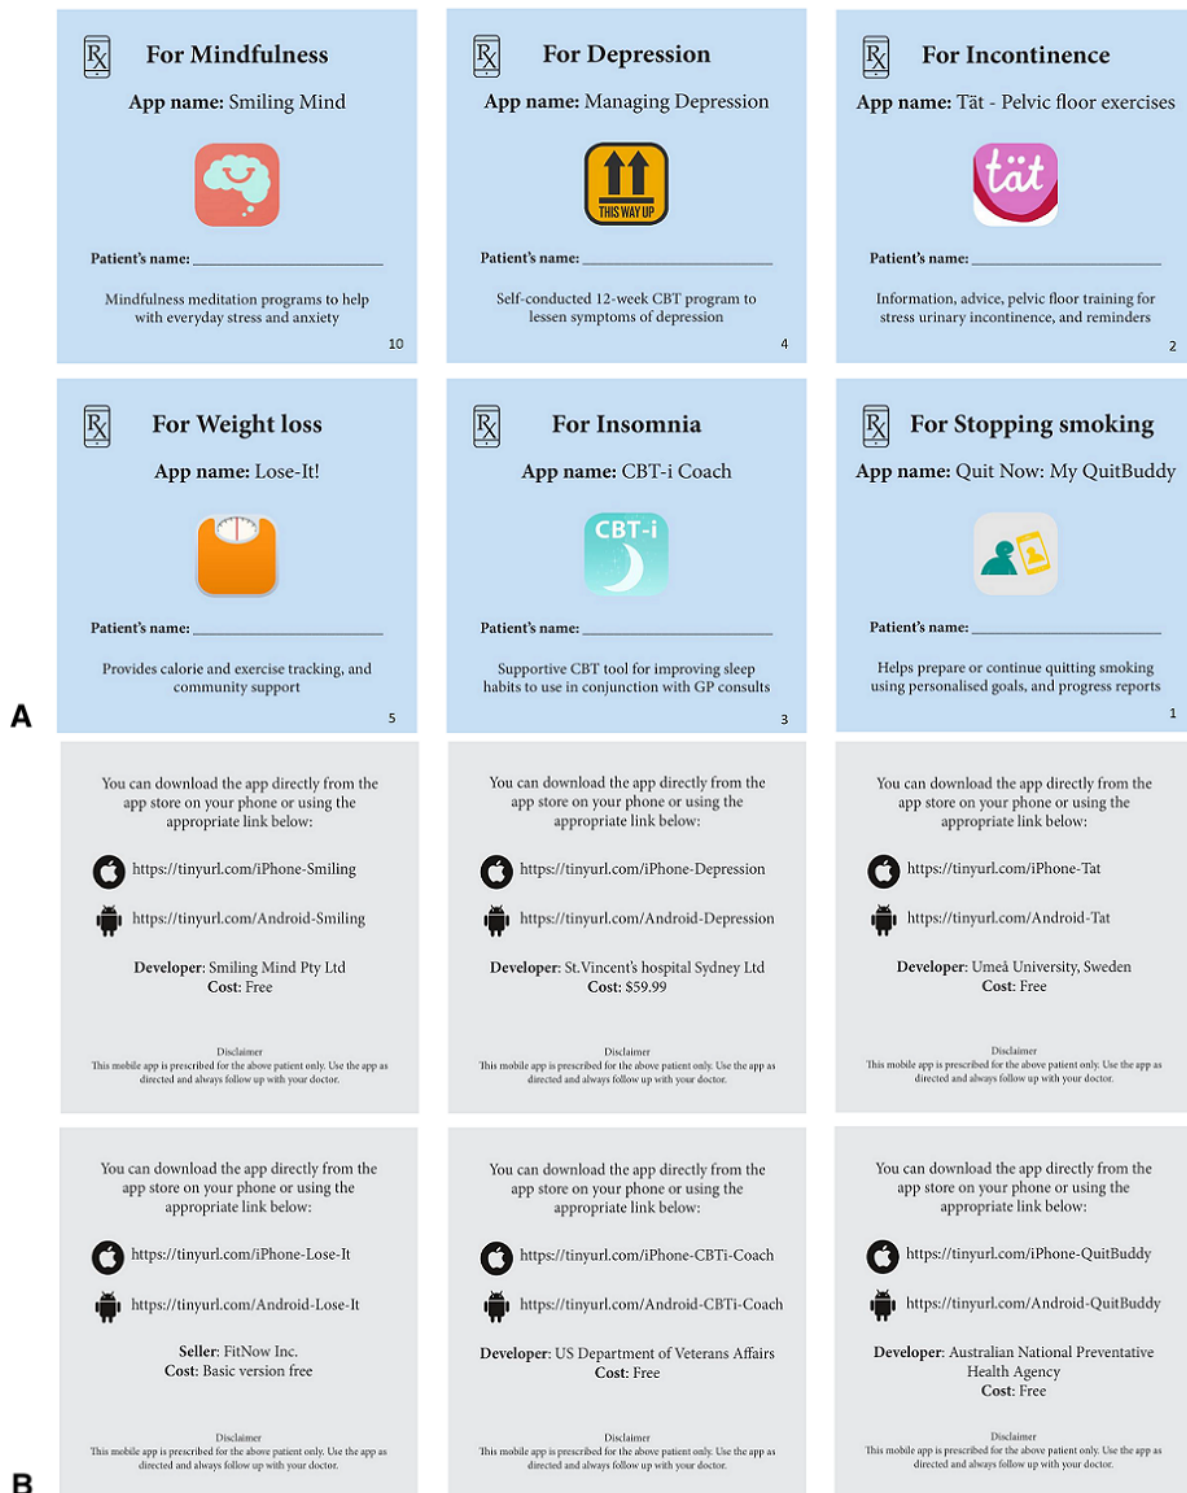 For Mindfulness
App name: Smiling Mind
Patient's name: ______________________
Mindfulness meditation programs to help
with everyday stress and anxiety
10
For Depression
App name: Managing Depression
THIS WAY UP
Patient's name: ______________________
Self-conducted 12-week CBT program to
lessen symptoms of depression
4
For Incontinence
App name: Tät - Pelvic floor exercises
tät
Patient's name: ______________________
Information, advice, pelvic floor training for
stress urinary incontinence, and reminders
2
For Weight loss
App name: Lose-It!
Patient's name: ______________________
Provides calorie and exercise tracking, and
community support
5
For Insomnia
App name: CBT-i Coach
CBT-i
Patient's name: ______________________
Supportive CBT tool for improving sleep
habits to use in conjunction with GP consults
3
For Stopping smoking
App name: Quit Now: My QuitBuddy
Patient's name: ______________________
Helps prepare or continue quitting smoking
using personalised goals, and progress reports
1
A
You can download the app directly from the
app store on your phone or using the
appropriate link below:
https://tinyurl.com/iPhone-Smiling
https://tinyurl.com/Android-Smiling
Developer: Smiling Mind Pty Ltd
Cost: Free
Disclaimer
This mobile app is prescribed for the above patient only. Use the app as
directed and always follow up with your doctor.
You can download the app directly from the
app store on your phone or using the
appropriate link below:
https://tinyurl.com/iPhone-Depression
https://tinyurl.com/Android-Depression
Developer: St.Vincent's hospital Sydney Ltd
Cost: $59.99
Disclaimer
This mobile app is prescribed for the above patient only. Use the app as
directed and always follow up with your doctor.
You can download the app directly from the
app store on your phone or using the
appropriate link below:
https://tinyurl.com/iPhone-Tat
https://tinyurl.com/Android-Tat
Developer: Umeå University, Sweden
Cost: Free
Disclaimer
This mobile app is prescribed for the above patient only. Use the app as
directed and always follow up with your doctor.
You can download the app directly from the
app store on your phone or using the
appropriate link below:
https://tinyurl.com/iPhone-Lose-It
https://tinyurl.com/Android-Lose-It
Seller: FitNow Inc.
Cost: Basic version free
Disclaimer
This mobile app is prescribed for the above patient only. Use the app as
directed and always follow up with your doctor.
You can download the app directly from the
app store on your phone or using the
appropriate link below:
https://tinyurl.com/iPhone-CBTi-Coach
https://tinyurl.com/Android-CBTi-Coach
Developer: US Department of Veterans Affairs
Cost: Free
Disclaimer
This mobile app is prescribed for the above patient only. Use the app as
directed and always follow up with your doctor.
You can download the app directly from the
app store on your phone or using the
appropriate link below:
https://tinyurl.com/iPhone-QuitBuddy
https://tinyurl.com/Android-QuitBuddy
Developer: Australian National Preventative
Health Agency
Cost: Free
Disclaimer
This mobile app is prescribed for the above patient only. Use the app as
directed and always follow up with your doctor.
B